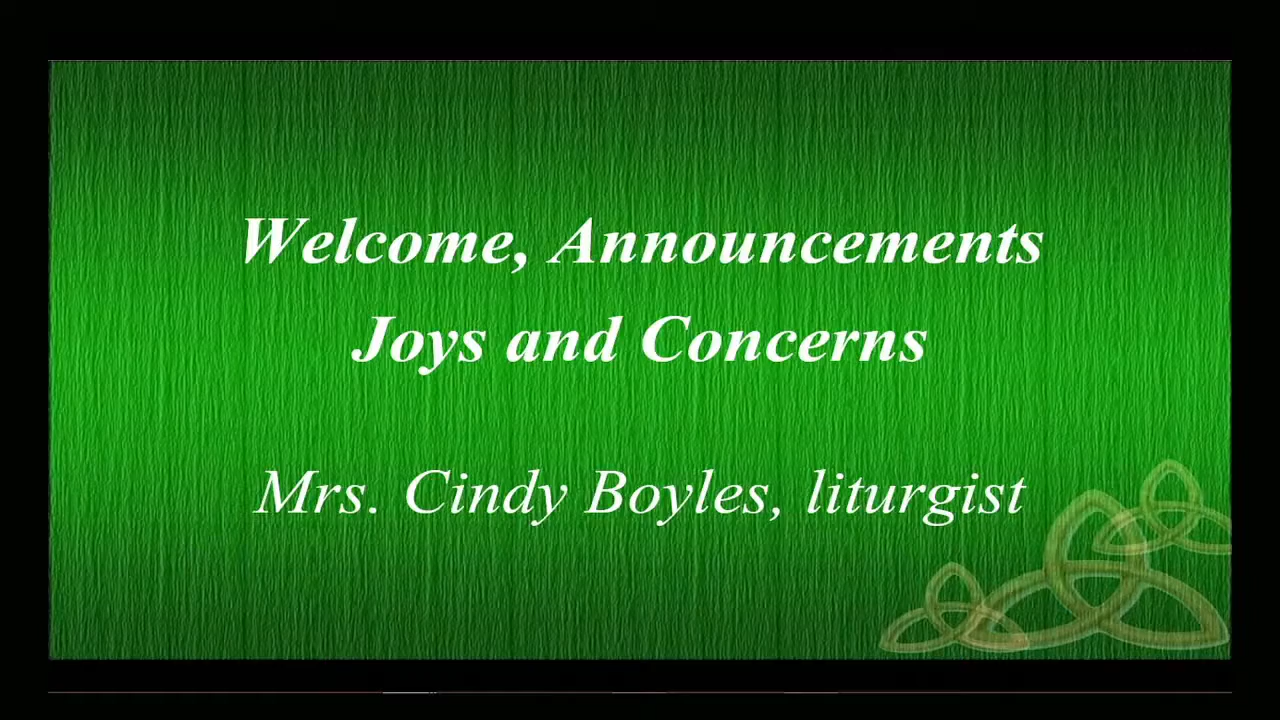 Welcome, Announcements
Joys and Concerns
Mrs. Cindy Boyles, liturgist